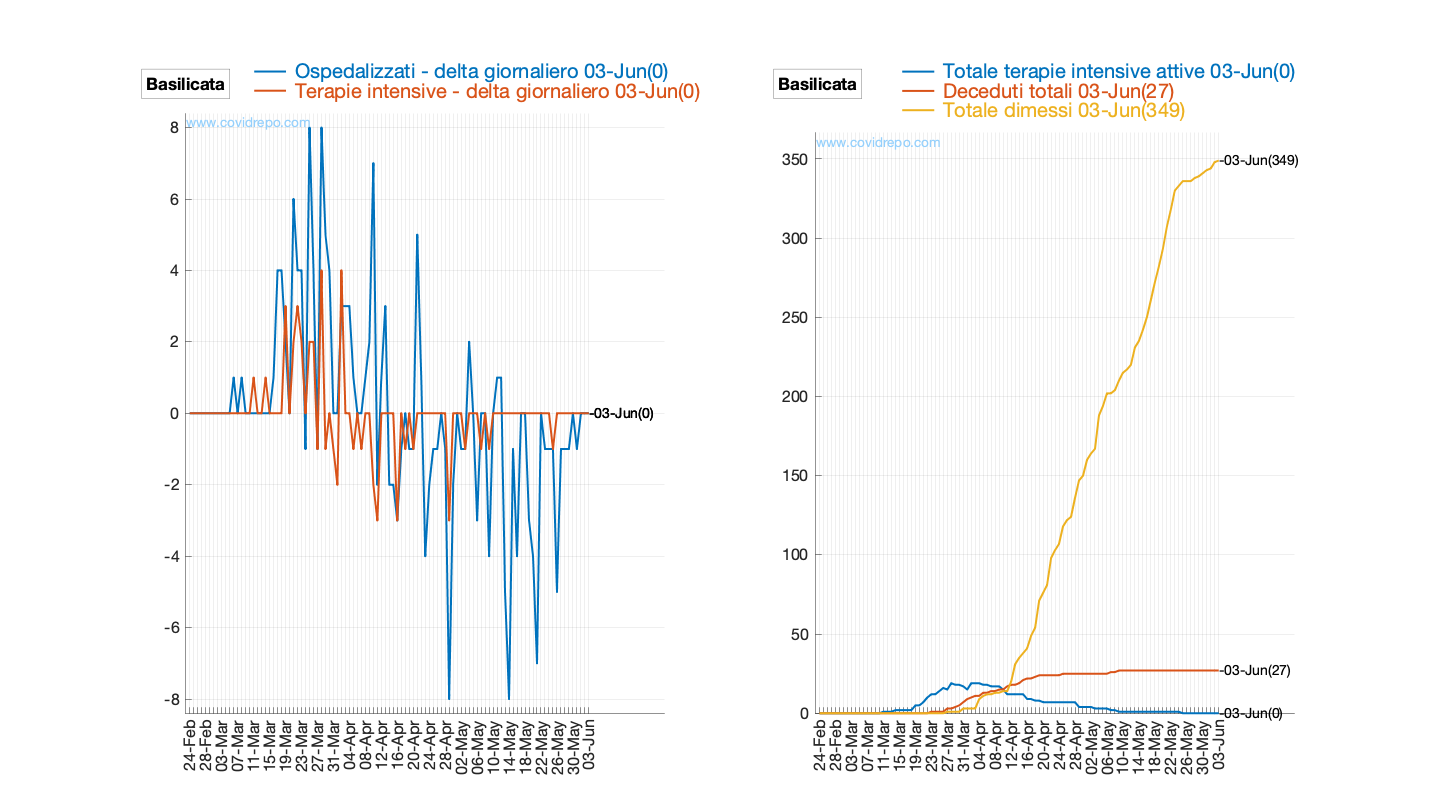 Basilicata
Ospedalizzati - delta giornaliero 03-Jun(0)
Terapie intensive - delta giornaliero 03-Jun(0)
www.covidrepo.com
8
6
4
2
0
-2
-4
-6
-8
-03-Jun(0)
24-Feb
28-Feb
03-Mar
07-Mar
11-Mar
15-Mar
19-Mar
23-Mar
27-Mar
31-Mar
04-Apr
08-Apr
12-Apr
16-Apr
20-Apr
24-Apr
28-Apr
02-May
06-May
10-May
14-May
18-May
22-May
26-May
30-May
03-Jun
Basilicata
Totale terapie intensive attive 03-Jun(0)
Deceduti totali 03-Jun(27)
Totale dimessi 03-Jun(349)
www.covidrepo.com
350
300
250
200
150
100
50
0
-03-Jun(349)
-03-Jun(27)
-03-Jun(0)
24-Feb
28-Feb
03-Mar
07-Mar
11-Mar
15-Mar
19-Mar
23-Mar
27-Mar
31-Mar
04-Apr
08-Apr
12-Apr
16-Apr
20-Apr
24-Apr
28-Apr
02-May
06-May
10-May
14-May
18-May
22-May
26-May
30-May
03-Jun